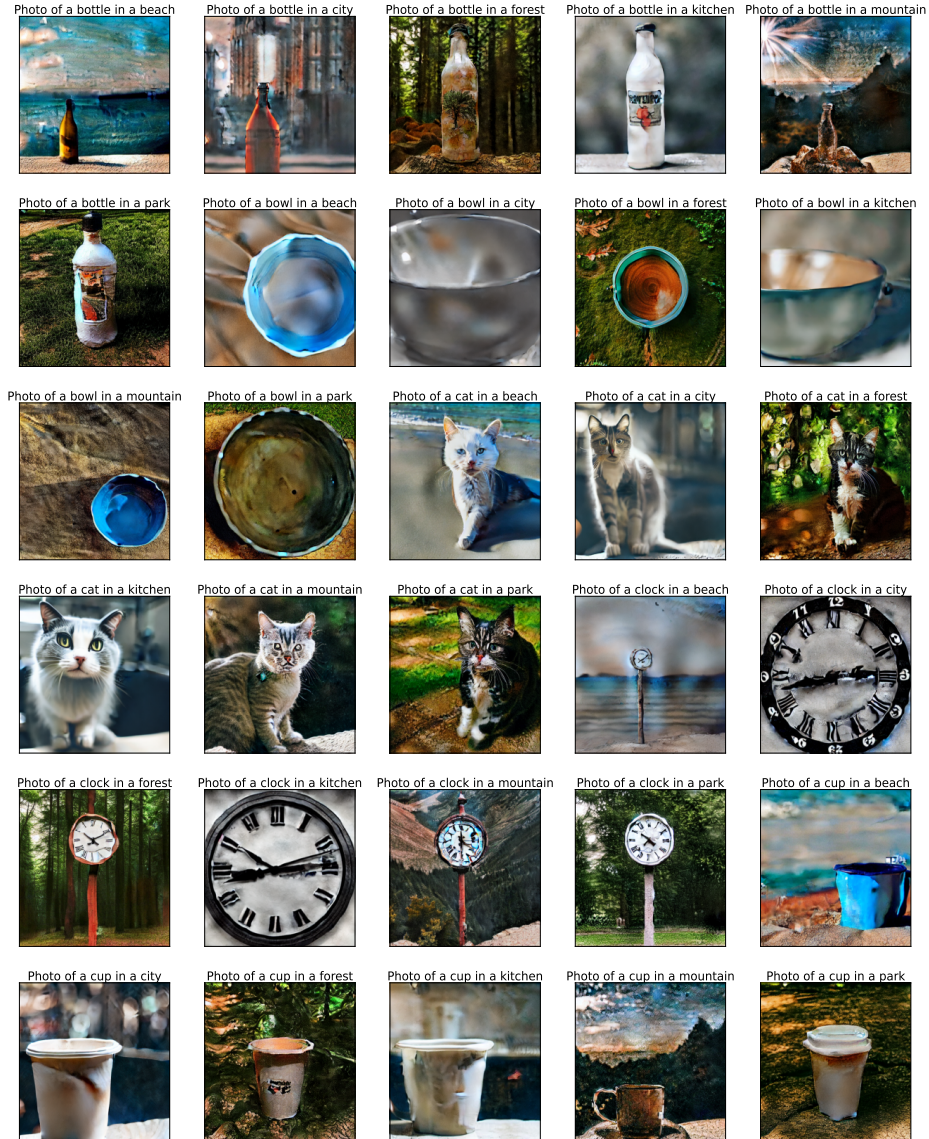 Photo of a bottle in a beach
Photo of a bottle in a city
Photo of a bottle in a forest
Photo of a bottle in a kitchen
Photo of a bottle in a mountain
Photo of a bottle in a park
Photo of a bowl in a beach
Photo of a bowl in a city
Photo of a bowl in a forest
Photo of a bowl in a kitchen
Photo of a bowl in a mountain
Photo of a bowl in a park
Photo of a cat in a beach
Photo of a cat in a city
Photo of a cat in a forest
Photo of a cat in a kitchen
Photo of a cat in a mountain
Photo of a cat in a park
Photo of a clock in a beach
Photo of a clock in a city
Photo of a clock in a forest
Photo of a clock in a kitchen
Photo of a clock in a mountain
Photo of a clock in a park
Photo of a cup in a beach
Photo of a cup in a city
Photo of a cup in a forest
Photo of a cup in a kitchen
Photo of a cup in a mountain
Photo of a cup in a park